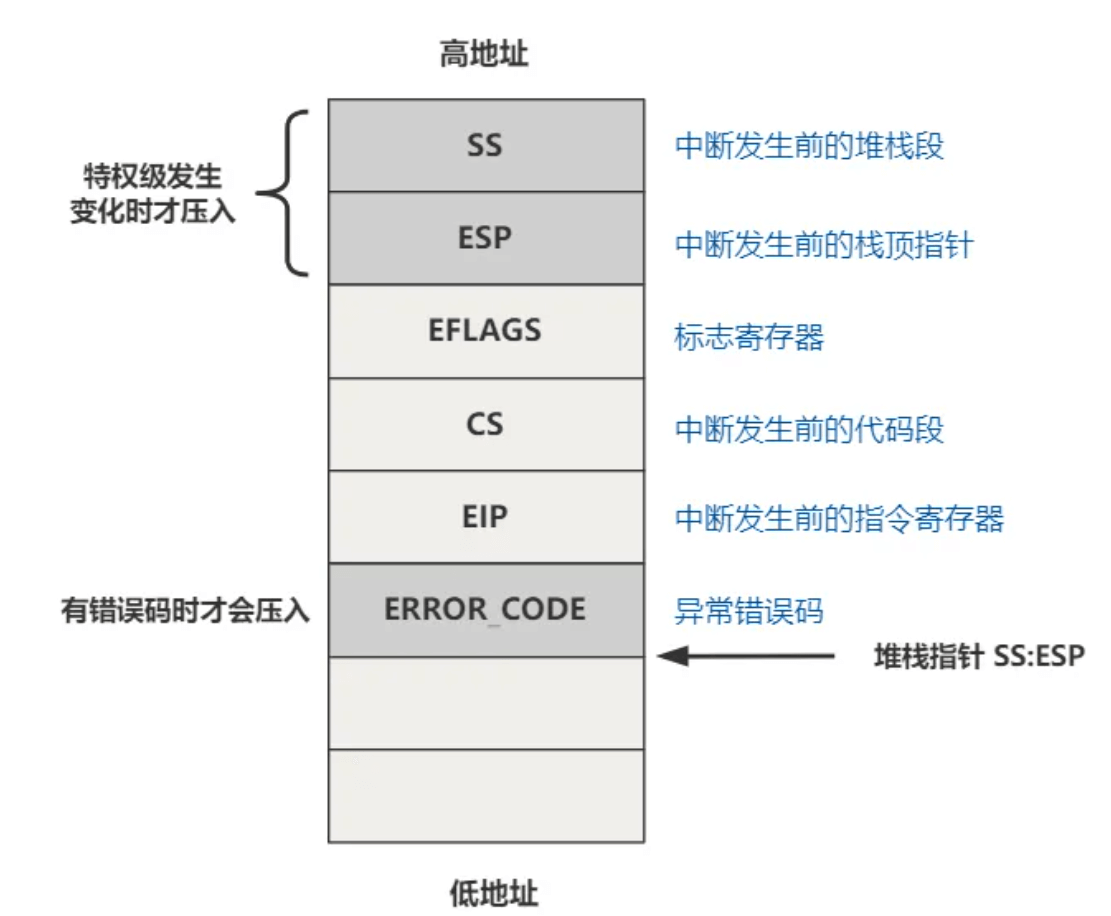 高地址
SS
中断发生前的堆栈段
特权级发生
变化时才压入
ESP
中断发生前的栈顶指针
EFLAGS
标志寄存器
CS
中断发生前的代码段
EIP
中断发生前的指令寄存器
有错误码时才会压入
ERROR_CODE
异常错误码
堆栈指针 SS:ESP
低地址